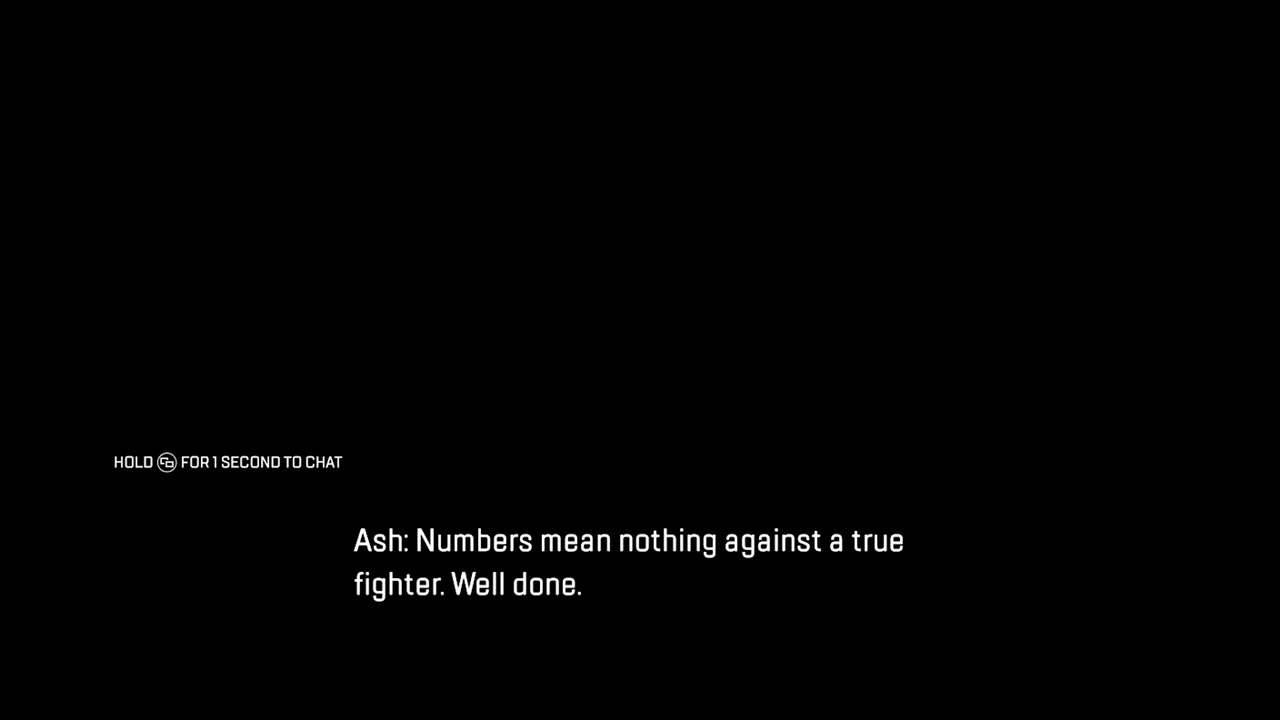 HOLD FOR 1 SECOND TO CHAT
Ash: Numbers mean nothing against a true
fighter. Well done.